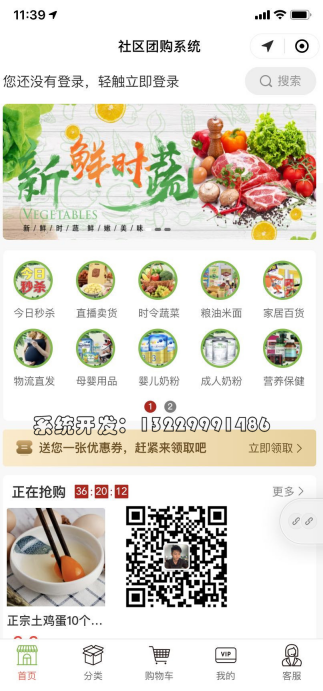 11:39
社区团购系统
您还没有登录，轻触立即登录
搜索
新鲜时蔬
VEGETABLES
新/鲜/时/蔬 鲜/嫩/美/味
今日秒杀
今日秒杀 直播卖货 时令蔬菜 粮油米面 家居百货
物流直发 母婴用品 婴儿奶粉 成人奶粉 营养保健
1 2
系统开发：13229991486
送您一张优惠券，赶紧来领取吧 立即领取 >
正在抢购 36:20:12 更多 >
正宗土鸡蛋10个...
VIP
首页 分类 购物车 我的 客服